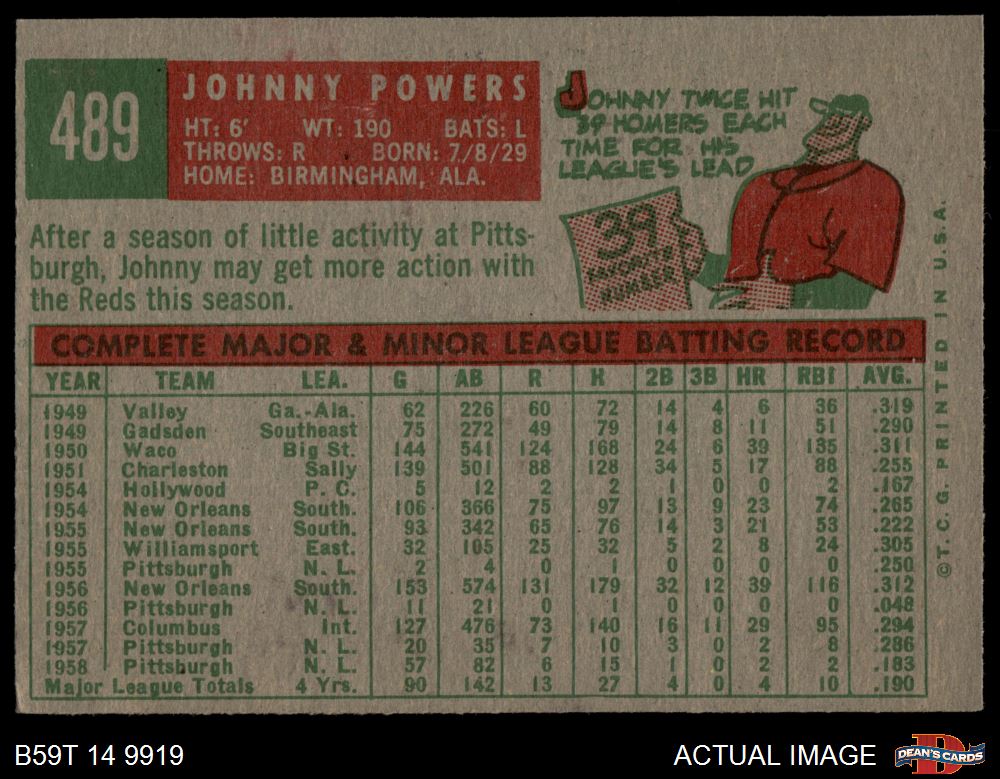 489
JOHNNY POWERS
HT: 6' WT: 190 BATS: L
THROWS: R BORN: 7/8/29
HOME: BIRMINGHAM, ALA.
JOHNNY TWICE HIT
39 HOMERS EACH
TIME FOR HIS
LEAGUE'S LEAD
39
FAVORITE
NUMBER
After a season of little activity at Pitts-
burgh, Johnny may get more action with
the Reds this season.
COMPLETE MAJOR & MINOR LEAGUE BATTING RECORD
YEAR TEAM LEA. G AB R H 2B 3B HR RBI AVG.
1949 Valley Ga.-Ala. 62 226 60 72 14 4 6 36 .319
1949 Gadsden Southeast 75 272 49 79 14 8 11 51 .290
1950 Waco Big St. 144 541 124 168 24 6 39 135 .311
1951 Charleston Sally 139 501 88 128 34 5 17 88 .255
1954 Hollywood P. C. 5 12 2 2 1 0 0 2 .167
1954 New Orleans South. 106 366 75 97 13 9 23 74 .265
1955 New Orleans South. 93 342 65 76 14 3 21 53 .222
1955 Williamsport East. 32 105 25 32 5 2 8 24 .305
1955 Pittsburgh N. L. 2 4 0 1 0 0 0 0 .250
1956 New Orleans South. 153 574 131 179 32 12 39 116 .312
1956 Pittsburgh N. L. 11 21 0 1 0 0 0 0 .048
1957 Columbus Int. 127 476 73 140 16 11 29 95 .294
1957 Pittsburgh N. L. 20 35 7 10 3 0 2 8 .286
1958 Pittsburgh N. L. 57 82 6 15 1 0 2 2 .183
Major League Totals 4 Yrs. 90 142 13 27 4 0 4 10 .190
©T.C.G. PRINTED IN U.S.A.
B59T 14 9919
ACTUAL IMAGE
DEAN'S CARDS